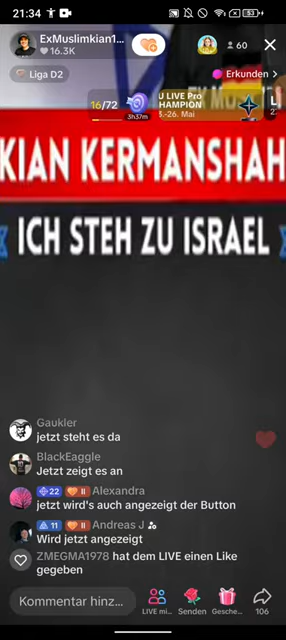 21:34
ExMuslimkian1...
16.3K
60
Liga D2
Erkunden >
16/72
3h37m
U LIVE Pro
HAMPION
5.-26. Mai
LI
KIAN KERMANSHAH
ICH STEH ZU ISRAEL
Gaukler
jetzt steht es da
BlackEaggle
Jetzt zeigt es an
22 II Alexandra
jetzt wird's auch angezeigt der Button
11 II Andreas J
Wird jetzt angezeigt
ZMEGMA1978 hat dem LIVE einen Like
gegeben
Kommentar hinz...
LIVE mi...
Senden
Gesche...
106